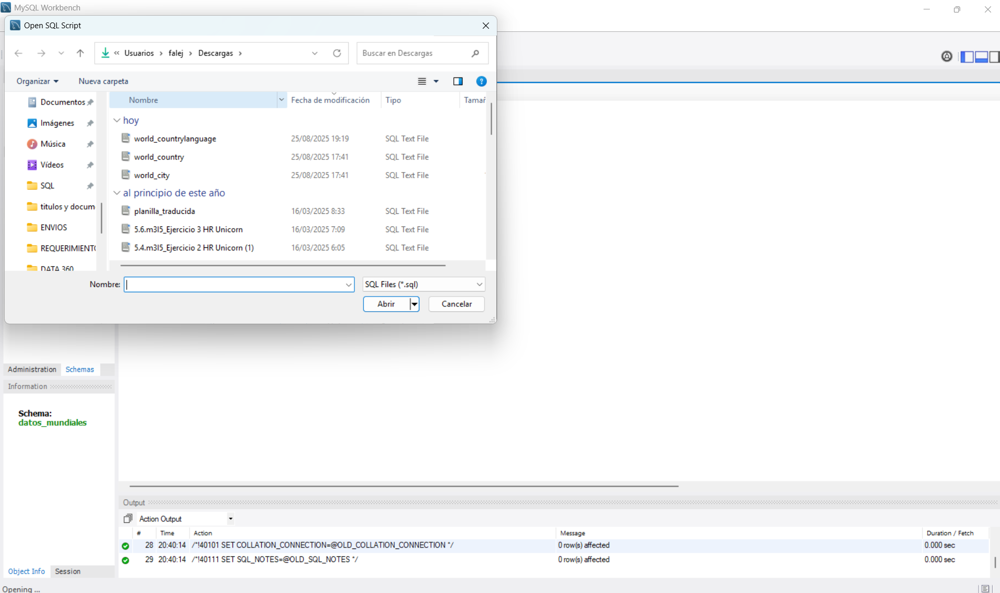 MySQL Workbench
Open SQL Script
« Usuarios > falej > Descargas >
Buscar en Descargas
Organizar
Nueva carpeta
?
Documentos
Imágenes
Música
Vídeos
SQL
titulos y docum
ENVIOS
REQUERIMIENT
DATA 360
Nombre Fecha de modificación Tipo Tamañ
hoy
world_countrylanguage 25/08/2025 19:19 SQL Text File
world_country 25/08/2025 17:41 SQL Text File
world_city 25/08/2025 17:41 SQL Text File
al principio de este año
planilla_traducida 16/03/2025 8:33 SQL Text File
5.6.m3l5_Ejercicio 3 HR Unicorn 16/03/2025 7:09 SQL Text File
5.4.m3l5_Ejercicio 2 HR Unicorn (1) 16/03/2025 6:05 SQL Text File
Nombre:
SQL Files (*.sql)
Abrir
Cancelar
Administration Schemas
Information
Schema:
datos_mundiales
Object Info Session
Output
Action Output
# Time Action Message Duration / Fetch
28 20:40:14 /*!40101 SET COLLATION_CONNECTION=@OLD_COLLATION_CONNECTION */ 0 row(s) affected 0.000 sec
29 20:40:14 /*!40111 SET SQL_NOTES=@OLD_SQL_NOTES */ 0 row(s) affected 0.000 sec
Opening ...